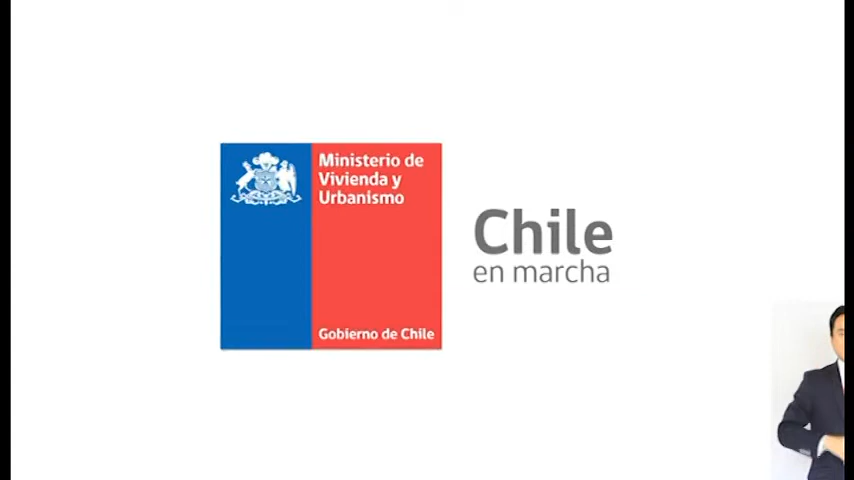 Ministerio de
Vivienda y
Urbanismo
Gobierno de Chile
Chile
en marcha